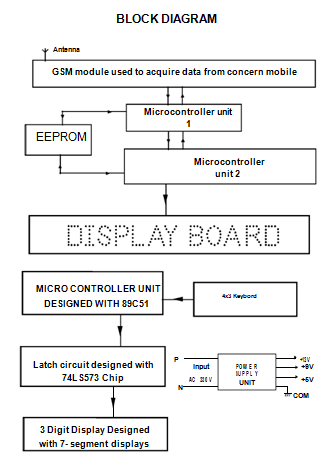 BLOCK DIAGRAM
Antenna
GSM module used to acquire data from concern mobile
Microcontroller unit
1
EEPROM
Microcontroller
unit 2
DISPLAY BOARD
MICRO CONTROLLER UNIT
DESIGNED WITH 89C51
4x3 Keybord
Latch circuit designed with
74LS573 Chip
P
Input
AC 230V
N
POWER
SUPPLY
UNIT
+12V
+9V
+5V
COM
3 Digit Display Designed
with 7- segment displays